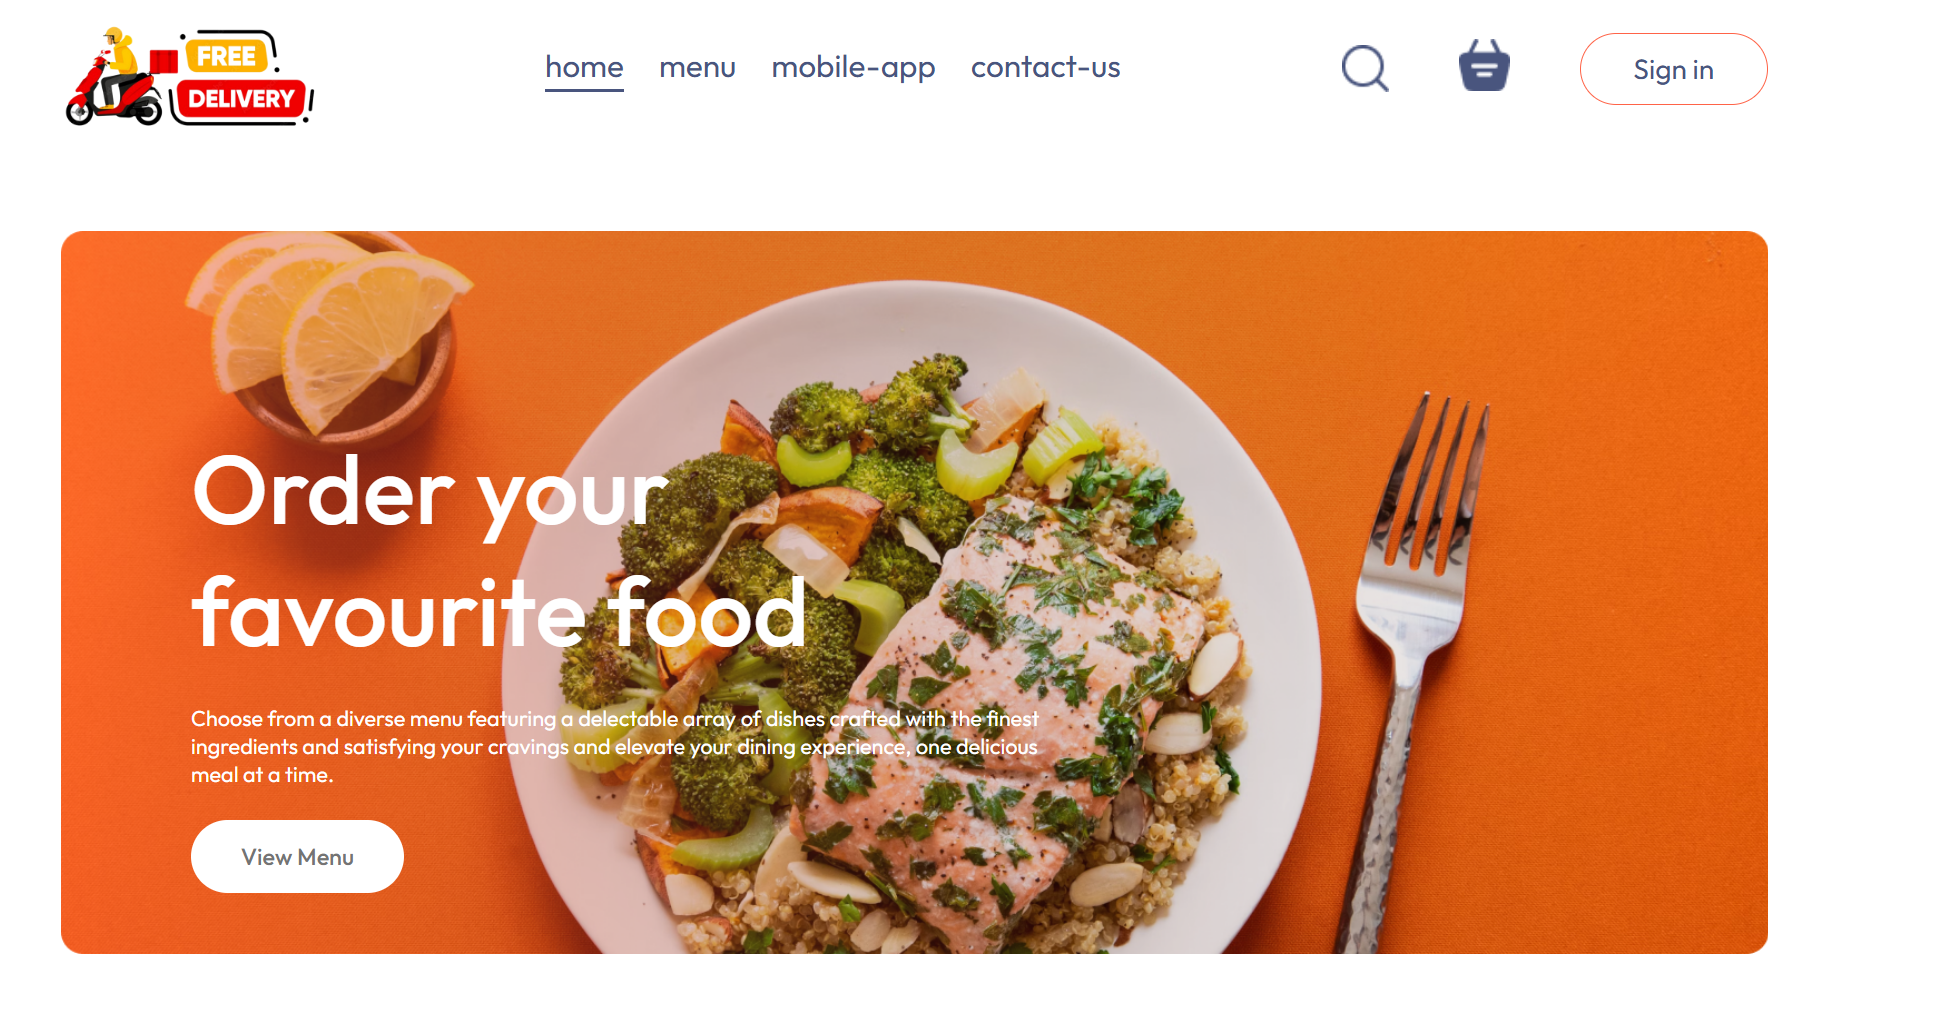 FREE
DELIVERY
home menu mobile-app contact-us
Sign in
Order your
favourite food
Choose from a diverse menu featuring a delectable array of dishes crafted with the finest
ingredients and satisfying your cravings and elevate your dining experience, one delicious
meal at a time.
View Menu